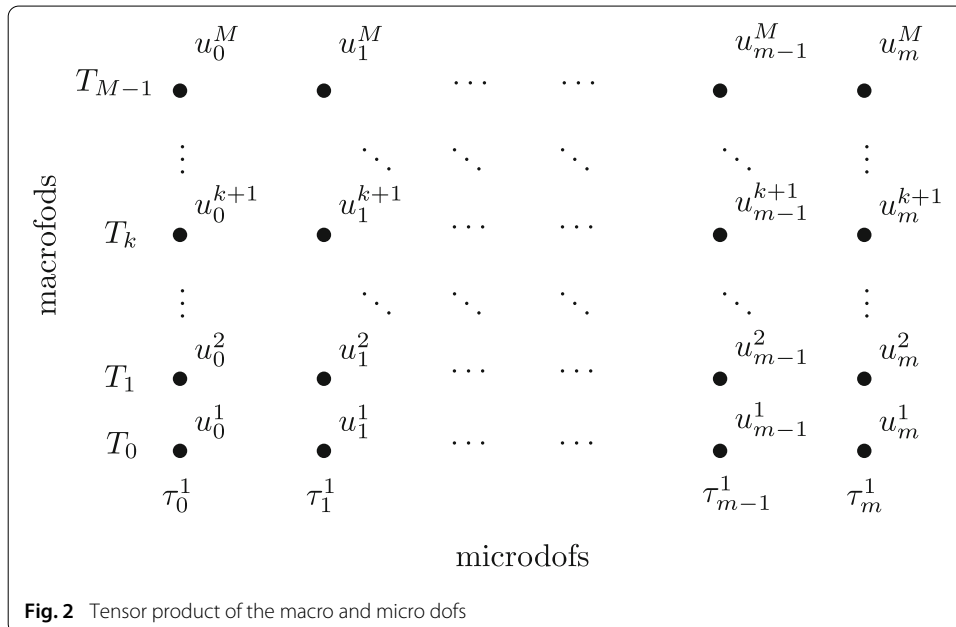 u_0^M u_1^M u_{m-1}^M u_m^M
T_{M-1} ⋯ ⋯
⋮ ⋱ ⋱ ⋱ ⋱ ⋮
u_0^{k+1} u_1^{k+1} u_{m-1}^{k+1} u_m^{k+1}
macrofods
T_k ⋯ ⋯
⋮ ⋱ ⋱ ⋱ ⋱ ⋮
u_0^2 u_1^2 u_{m-1}^2 u_m^2
T_1 ⋯ ⋯
u_0^1 u_1^1 u_{m-1}^1 u_m^1
T_0 ⋯ ⋯
τ_0^1 τ_1^1 τ_{m-1}^1 τ_m^1
microdofs
Fig. 2 Tensor product of the macro and micro dofs